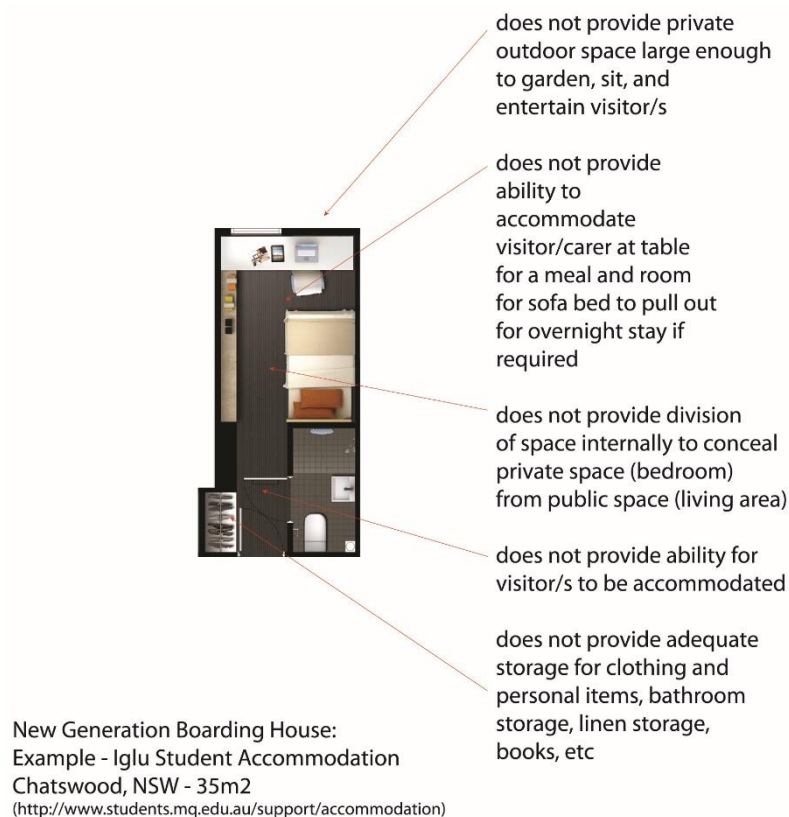 does not provide private
outdoor space large enough
to garden, sit, and
entertain visitor/s
does not provide
ability to
accommodate
visitor/carer at table
for a meal and room
for sofa bed to pull out
for overnight stay if
required
does not provide division
of space internally to conceal
private space (bedroom)
from public space (living area)
does not provide ability for
visitor/s to be accommodated
does not provide adequate
storage for clothing and
personal items, bathroom
storage, linen storage,
books, etc
New Generation Boarding House:
Example - Iglu Student Accommodation
Chatswood, NSW - 35m2
(http://www.students.mq.edu.au/support/accommodation)